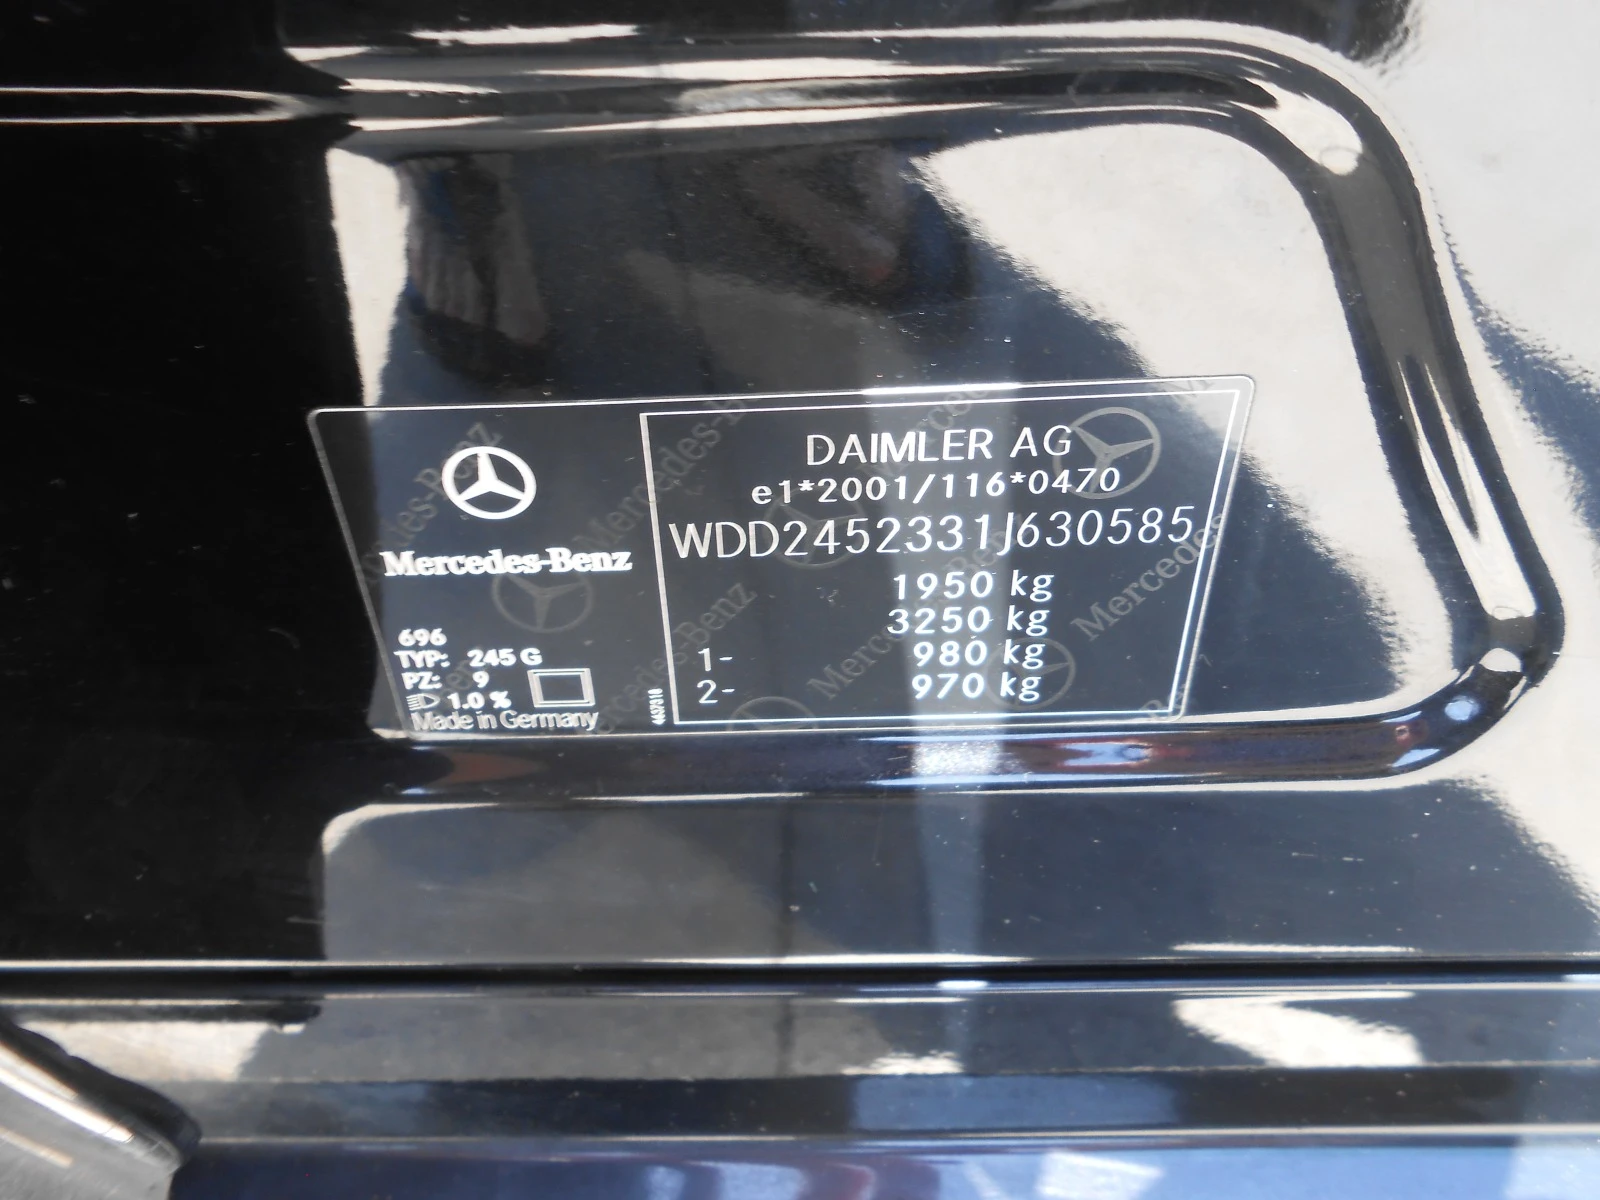 Mercedes-Benz
696
TYP: 245 G
PZ: 9
1.0 %
Made in Germany
DAIMLER AG
e1*2001/116*0470
WDD2452331J630585
1950 kg
3250 kg
1- 980 kg
2- 970 kg